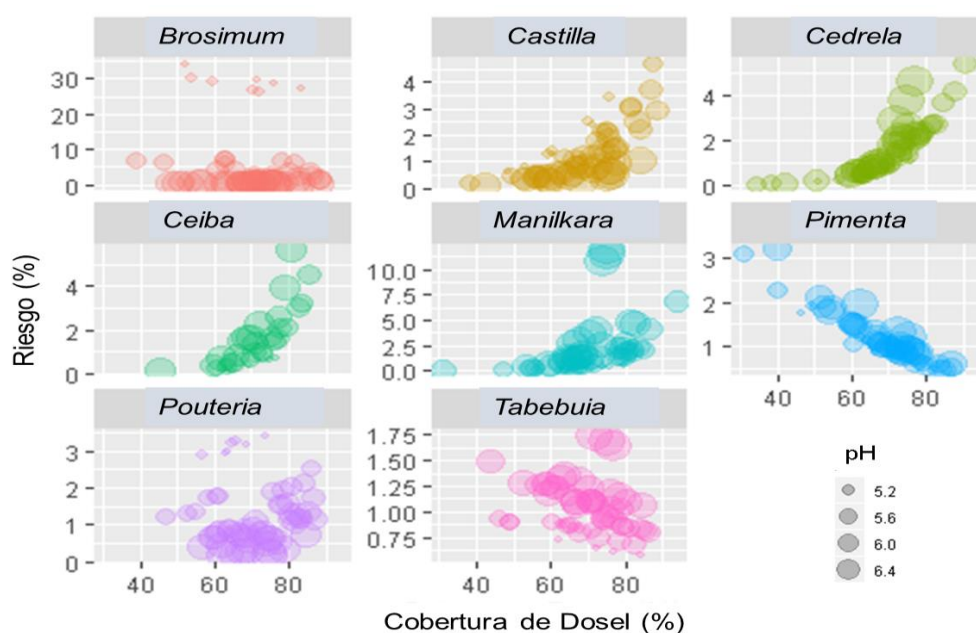 Brosimum
Castilla
Cedrela
30
20
10
0
4
3
2
1
0
4
2
0
Ceiba
Manilkara
Pimenta
4
2
0
10.0
7.5
5.0
2.5
0.0
3
2
1
40 60 80
Pouteria
Tabebuia
3
2
1
0
1.75
1.50
1.25
1.00
0.75
40 60 80
40 60 80
Riesgo (%)
Cobertura de Dosel (%)
pH
5.2
5.6
6.0
6.4